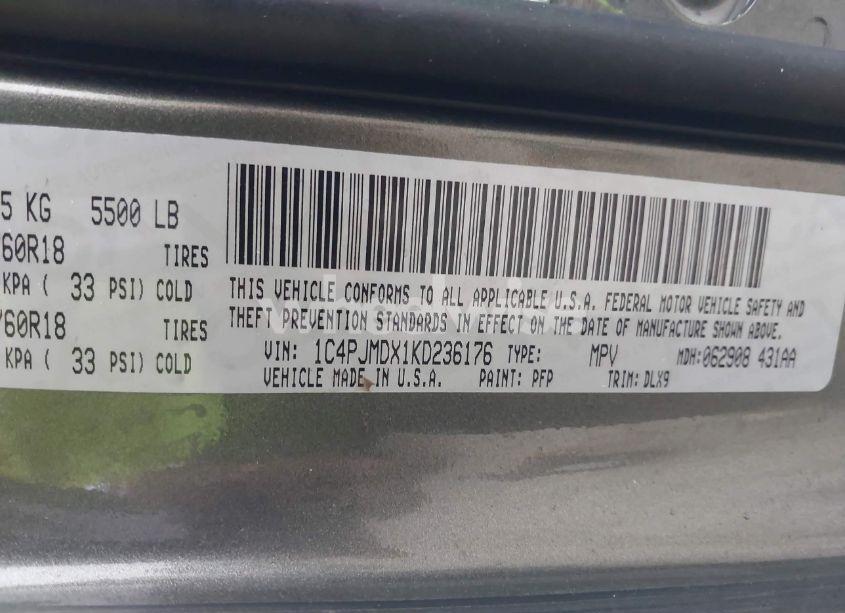 5 KG 5500 LB
60R18 TIRES
KPA ( 33 PSI) COLD
/60R18 TIRES
KPA ( 33 PSI) COLD
THIS VEHICLE CONFORMS TO ALL APPLICABLE U.S.A. FEDERAL MOTOR VEHICLE SAFETY AND
THEFT PREVENTION STANDARDS IN EFFECT ON THE DATE OF MANUFACTURE SHOWN ABOVE.
VIN: 1C4PJMDX1KD236176 TYPE: MPV MDH:062908 431AA
VEHICLE MADE IN U.S.A. PAINT: PFP TRIM: DLX9